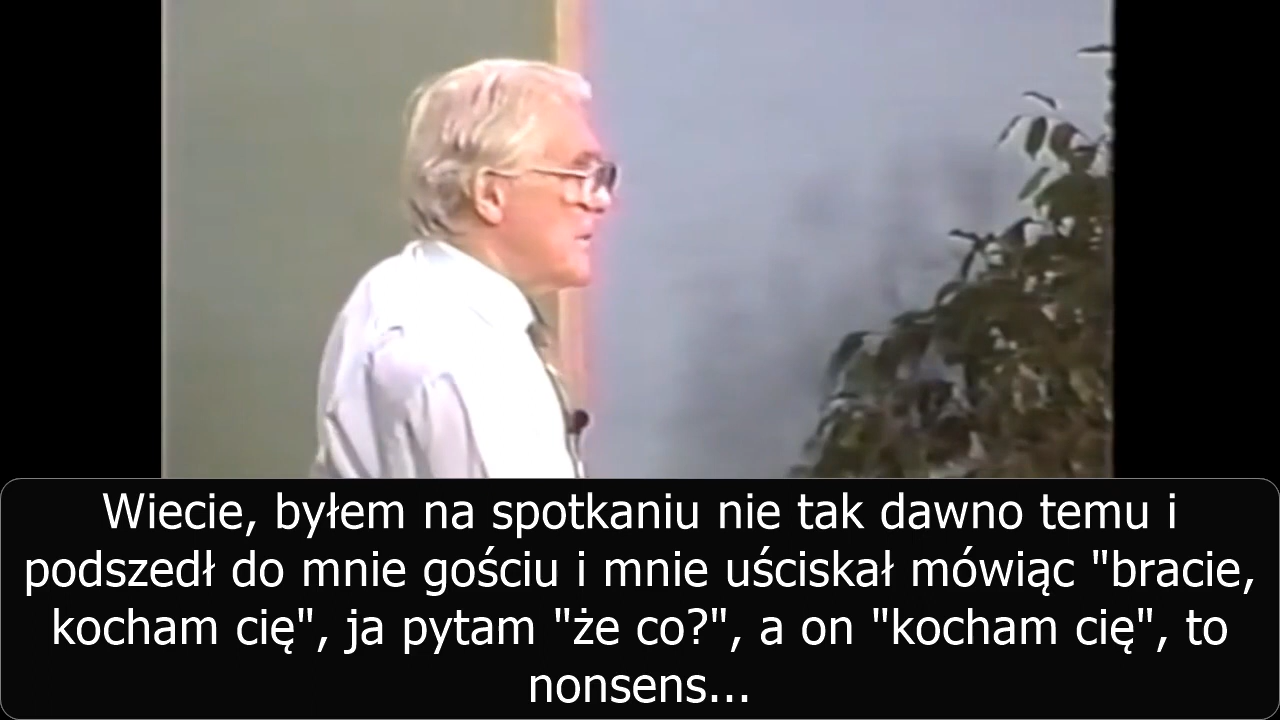 Wiecie, byłem na spotkaniu nie tak dawno temu i
podszedł do mnie gościu i mnie uściskał mówiąc "bracie,
kocham cię", ja pytam "że co?", a on "kocham cię", to
nonsens...